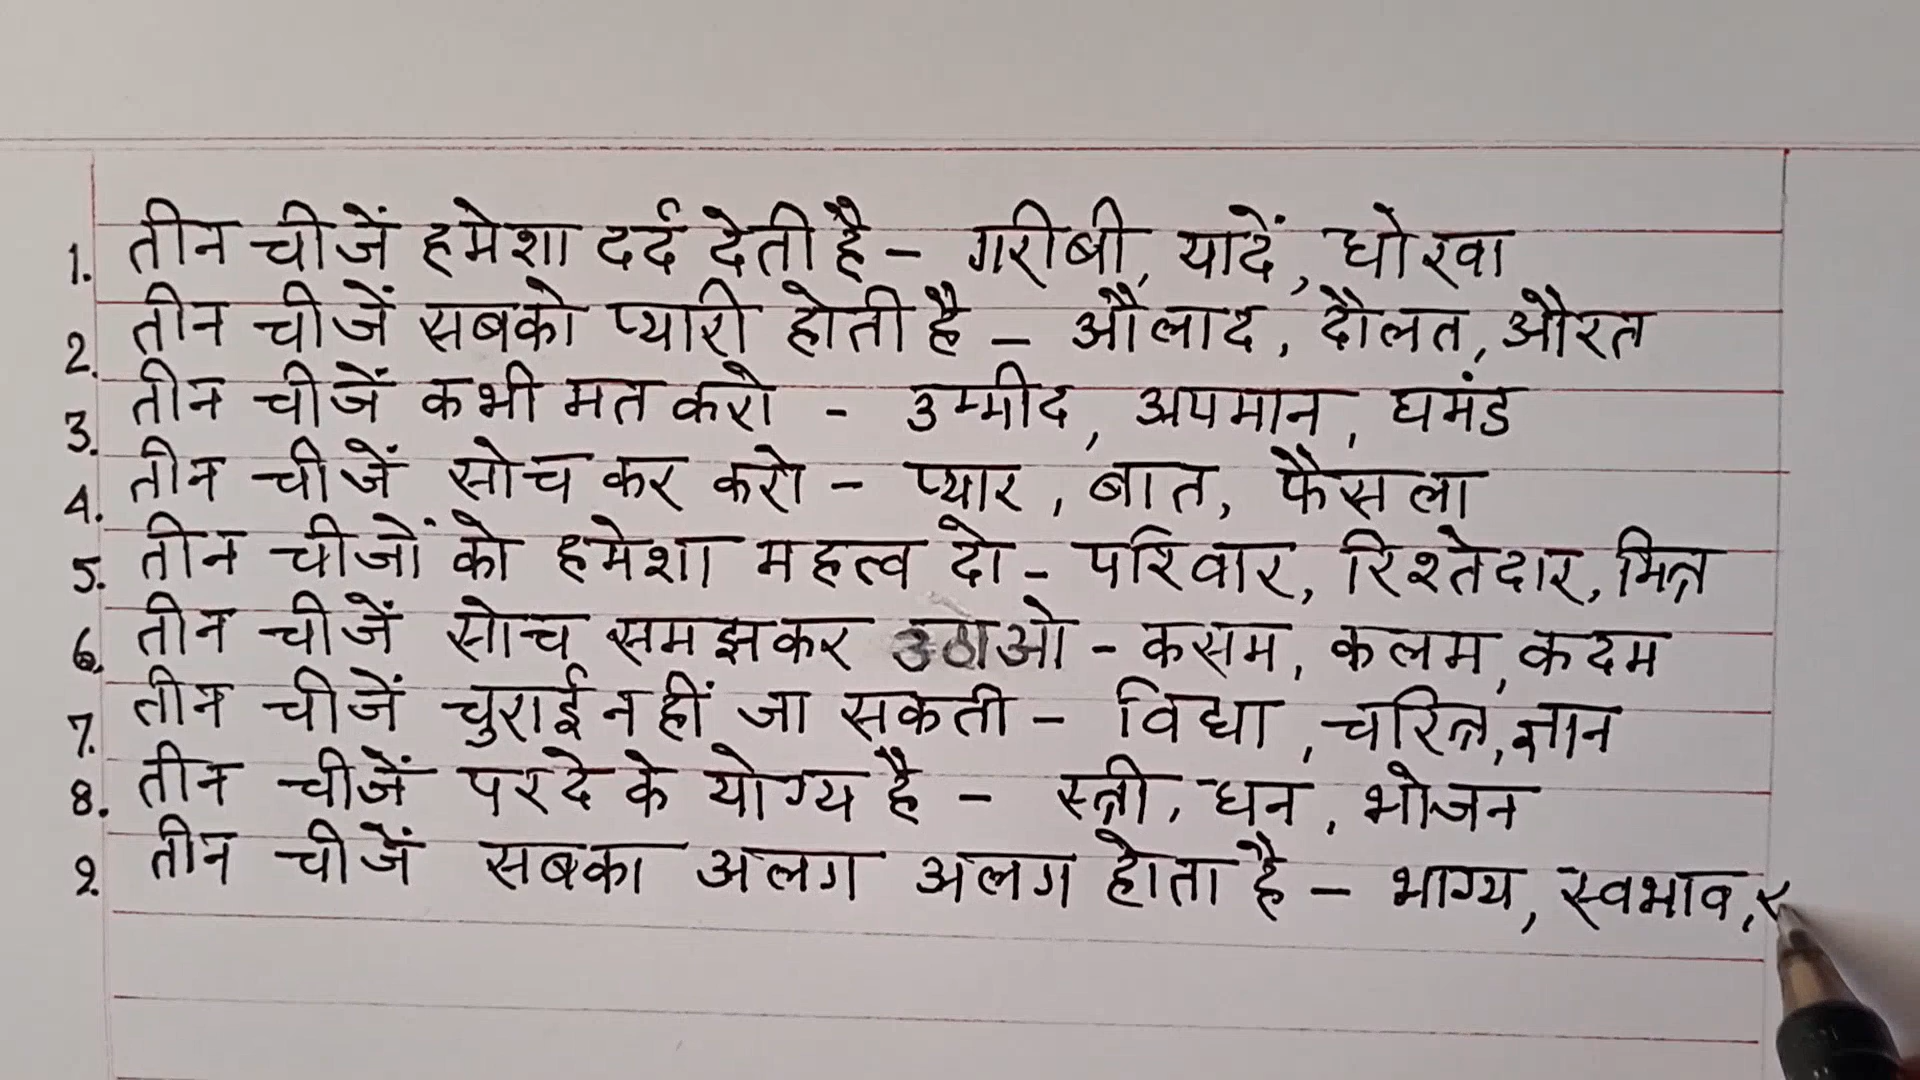 1. तीन चीजें हमेशा दर्द देती है - गरीबी, यादें, धोखा
2. तीन चीजें सबको प्यारी होती है - औलाद, दौलत, औरत
3. तीन चीजें कभी मत करो - उम्मीद, अपमान, घमंड
4. तीन चीजें सोच कर करो - प्यार, बात, फैसला
5. तीन चीजों को हमेशा महत्व दो - परिवार, रिश्तेदार, मित्र
6. तीन चीजें सोच समझकर उठाओ - कसम, कलम, कदम
7. तीन चीजें चुराई नहीं जा सकती - विद्या, चरित्र, ज्ञान
8. तीन चीजें परदे के योग्य है - स्त्री, धन, भोजन
9. तीन चीजें सबका अलग अलग होता है - भाग्य, स्वभाव,